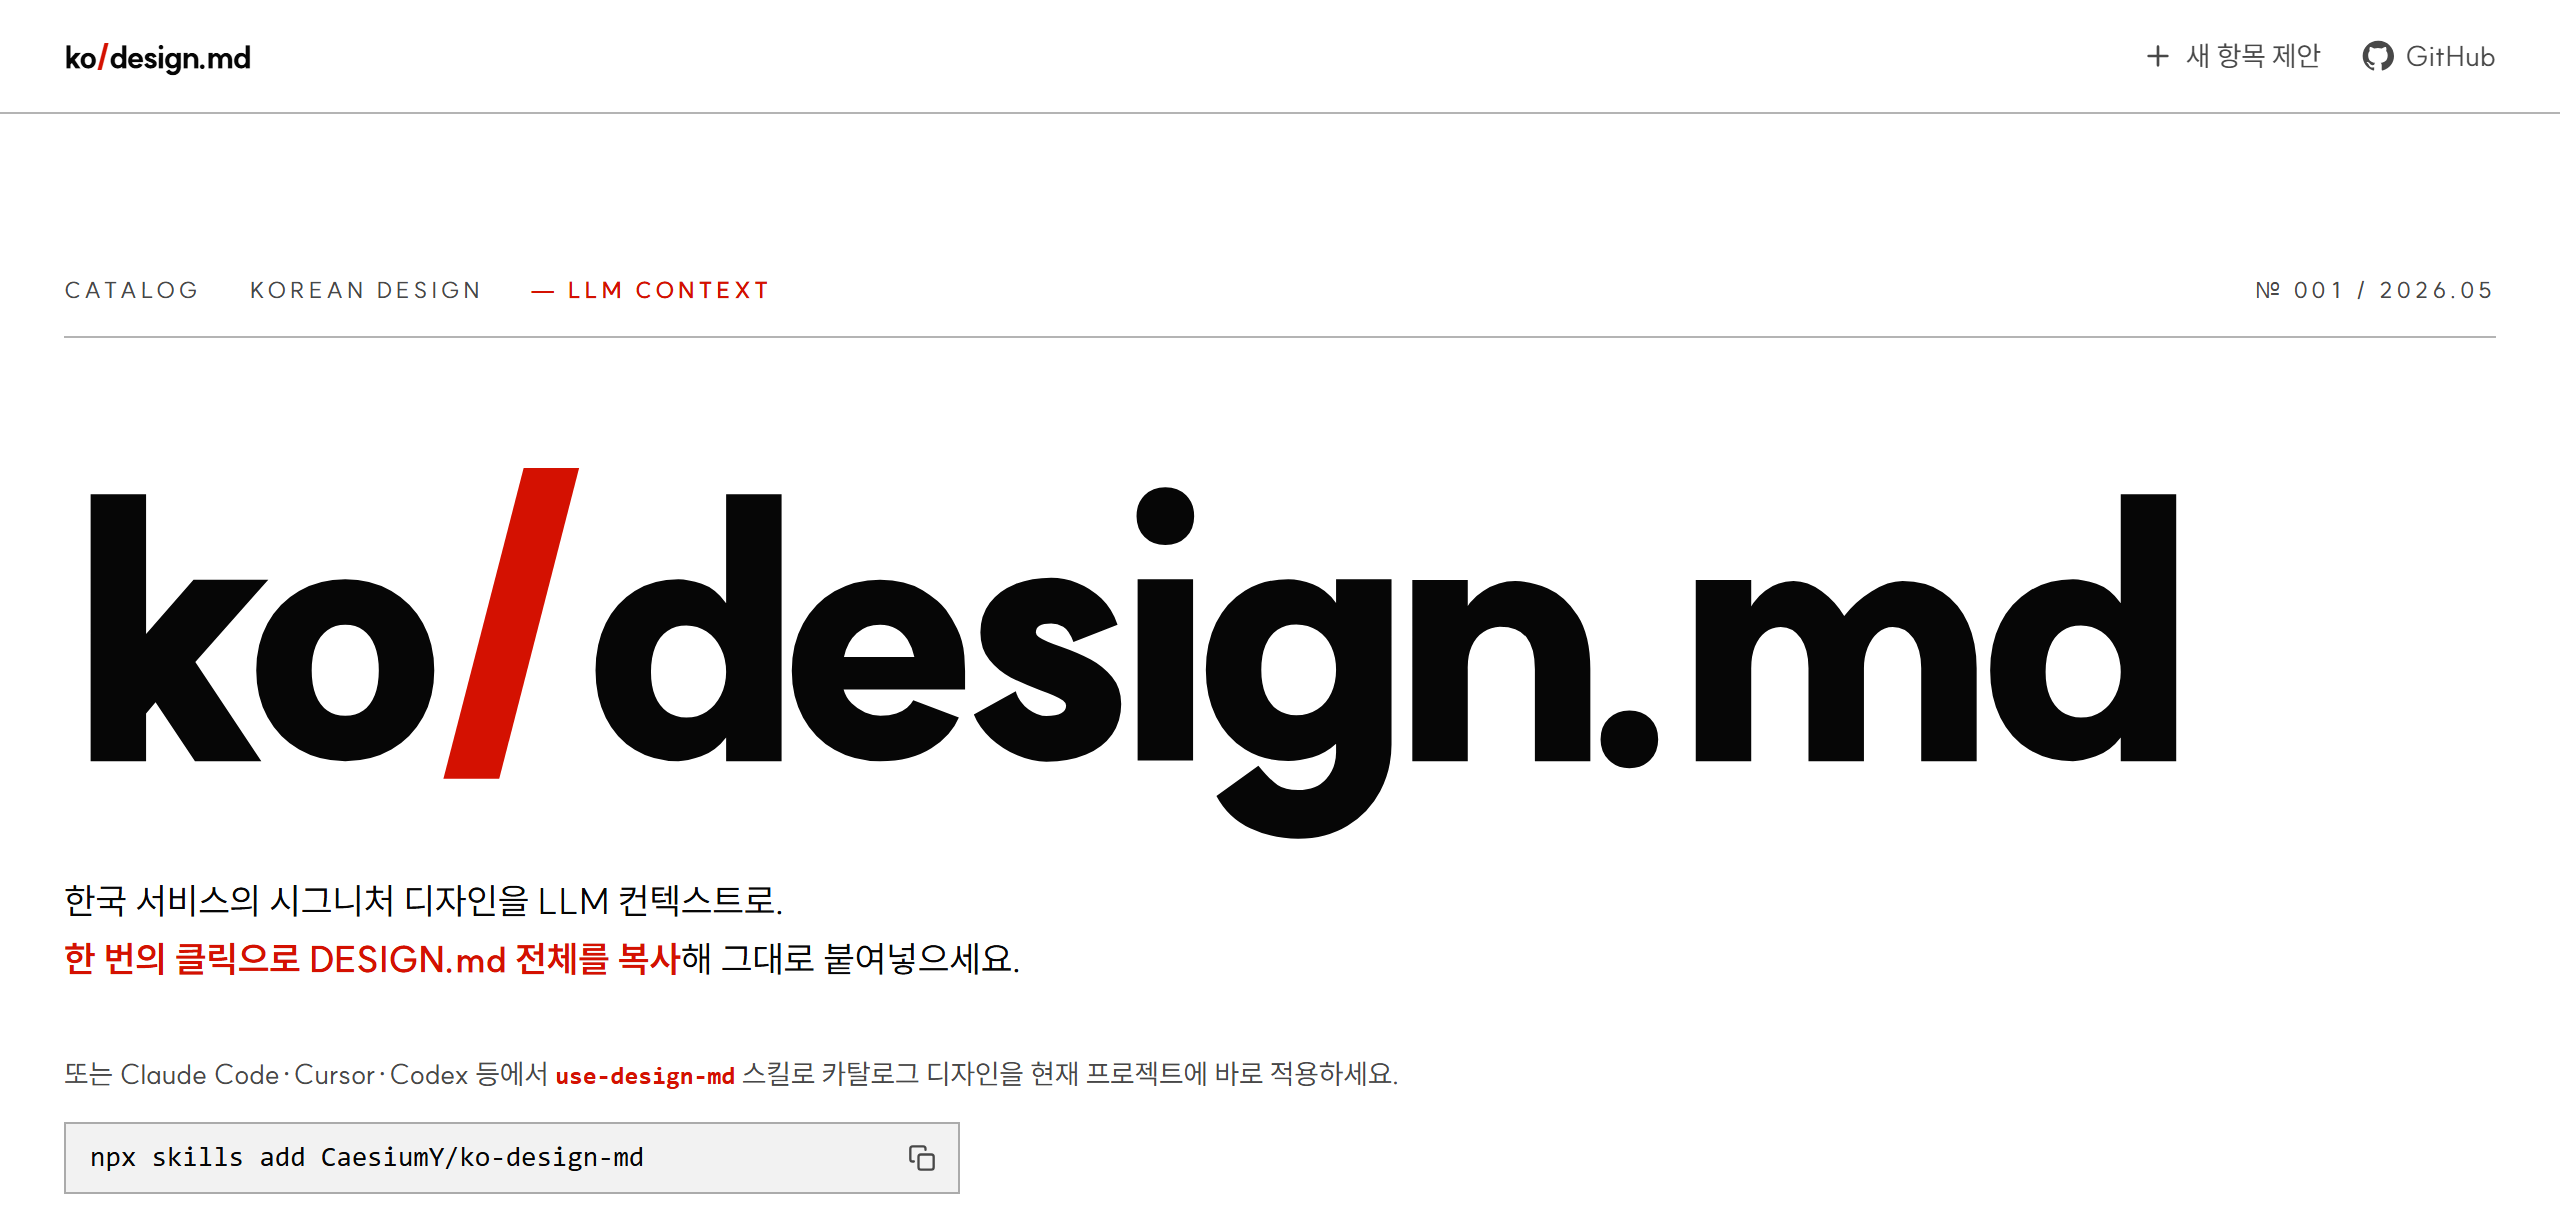 ko/design.md
+ 새 항목 제안 GitHub
CATALOG KOREAN DESIGN — LLM CONTEXT
№ 001 / 2026.05
ko/design.md
한국 서비스의 시그니처 디자인을 LLM 컨텍스트로.
한 번의 클릭으로 DESIGN.md 전체를 복사해 그대로 붙여넣으세요.
또는 Claude Code·Cursor·Codex 등에서 use-design-md 스킬로 카탈로그 디자인을 현재 프로젝트에 바로 적용하세요.
npx skills add CaesiumY/ko-design-md